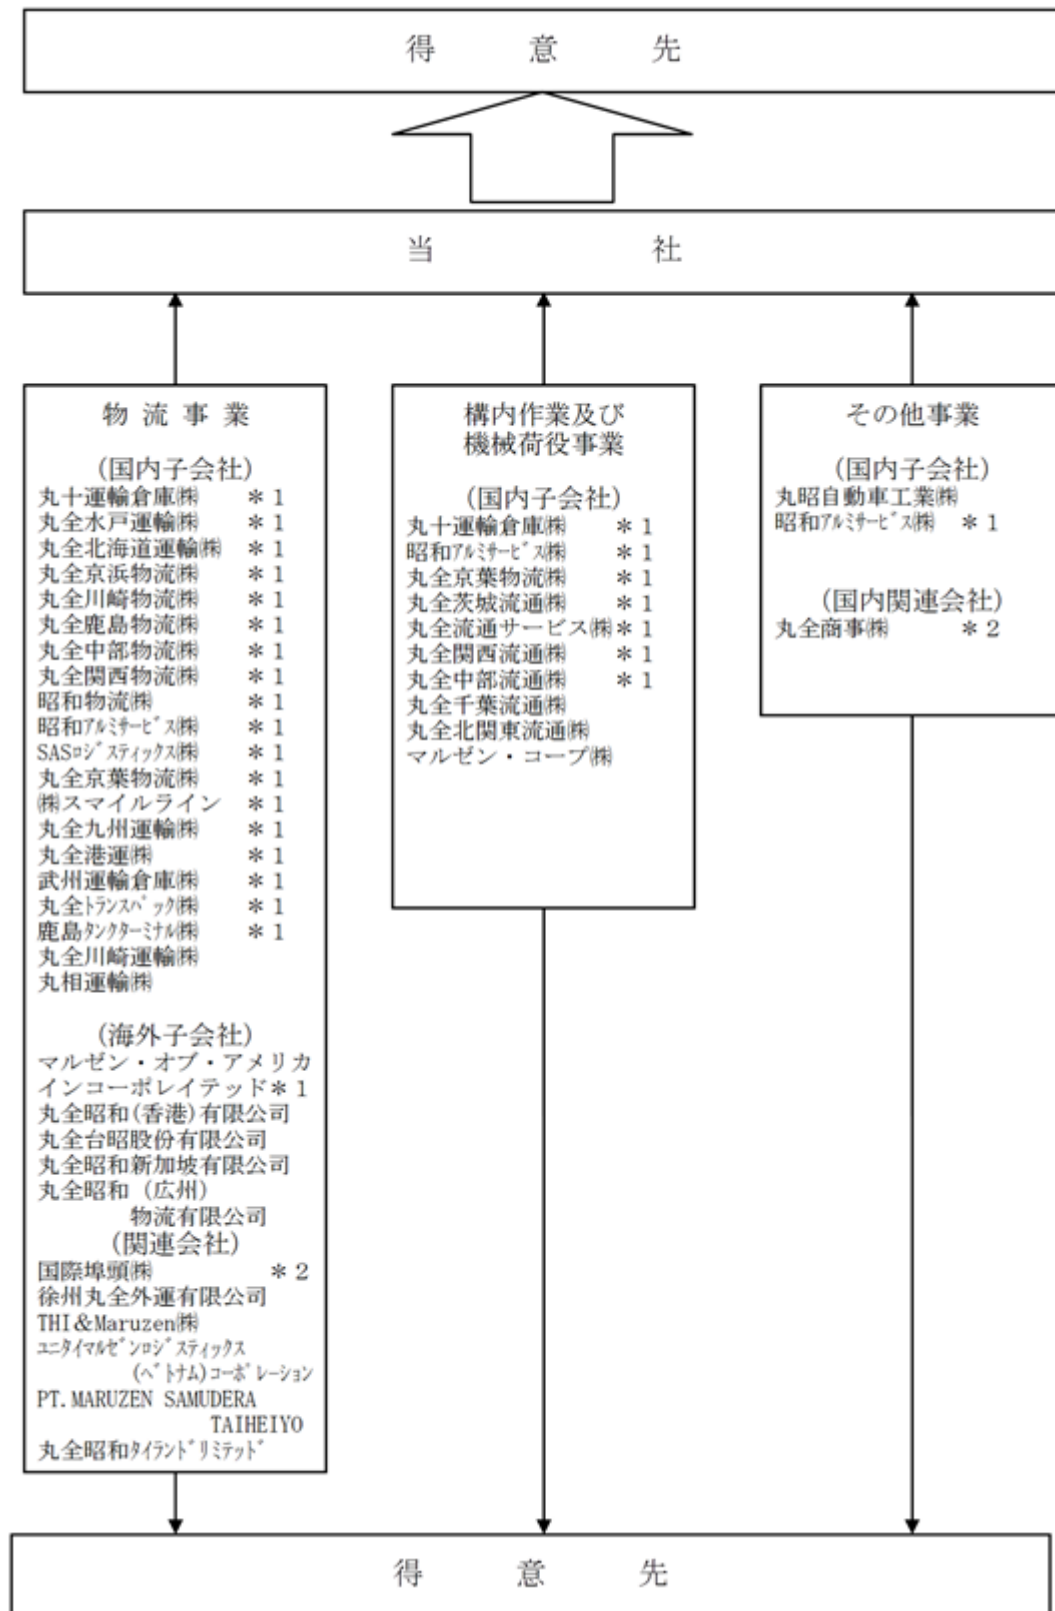 得意先
当社
物流事業
(国内子会社)
丸十運輸倉庫㈱ ＊1
丸全水戸運輸㈱ ＊1
丸全北海道運輸㈱ ＊1
丸全京浜物流㈱ ＊1
丸全川崎物流㈱ ＊1
丸全鹿島物流㈱ ＊1
丸全中部物流㈱ ＊1
丸全関西物流㈱ ＊1
昭和物流㈱ ＊1
昭和ｱﾙﾐｻｰﾋﾞｽ㈱ ＊1
SASﾛｼﾞｽﾃｨｯｸｽ㈱ ＊1
丸全京葉物流㈱ ＊1
㈱スマイルライン ＊1
丸全九州運輸㈱ ＊1
丸全港運㈱ ＊1
武州運輸倉庫㈱ ＊1
丸全ﾄﾗﾝｽﾊﾟｯｸ㈱ ＊1
鹿島ﾀﾝｸﾀｰﾐﾅﾙ㈱ ＊1
丸全川崎運輸㈱
丸相運輸㈱
(海外子会社)
マルゼン・オブ・アメリカ
インコーポレイテッド＊1
丸全昭和(香港)有限公司
丸全台昭股份有限公司
丸全昭和新加坡有限公司
丸全昭和（広州）
物流有限公司
(関連会社)
国際埠頭㈱ ＊2
徐州丸全外運有限公司
THI＆Maruzen㈱
ﾕﾆﾀｲﾏﾙｾﾞﾝﾛｼﾞｽﾃｨｯｸｽ
(ﾍﾞﾄﾅﾑ)ｺｰﾎﾟﾚｰｼｮﾝ
PT.MARUZEN SAMUDERA
TAIHEIYO
丸全昭和ﾀｲﾗﾝﾄﾞﾘﾐﾃｯﾄﾞ
構内作業及び
機械荷役事業
(国内子会社)
丸十運輸倉庫㈱ ＊1
昭和ｱﾙﾐｻｰﾋﾞｽ㈱ ＊1
丸全京葉物流㈱ ＊1
丸全茨城流通㈱ ＊1
丸全流通サービス㈱＊1
丸全関西流通㈱ ＊1
丸全中部流通㈱ ＊1
丸全千葉流通㈱
丸全北関東流通㈱
マルゼン・コープ㈱
その他事業
(国内子会社)
丸昭自動車工業㈱
昭和ｱﾙﾐｻｰﾋﾞｽ㈱ ＊1
(国内関連会社)
丸全商事㈱ ＊2
得意先